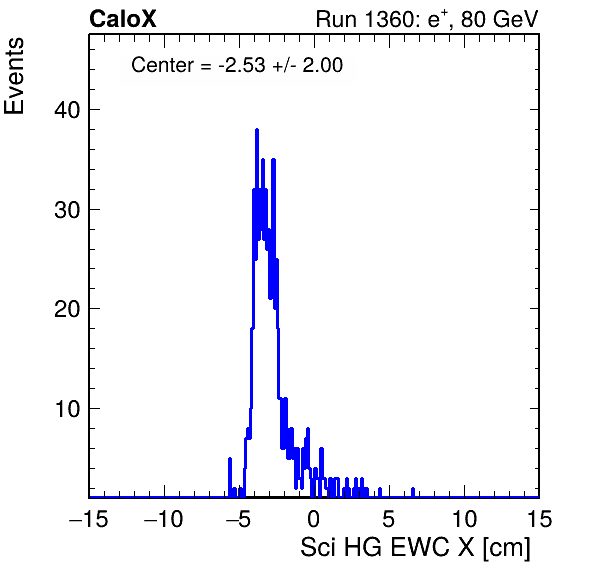 CaloX Run 1360: e+, 80 GeV
Center = -2.53 +/- 2.00
Events
40
30
20
10
−15 −10 −5 0 5 10 15
Sci HG EWC X [cm]